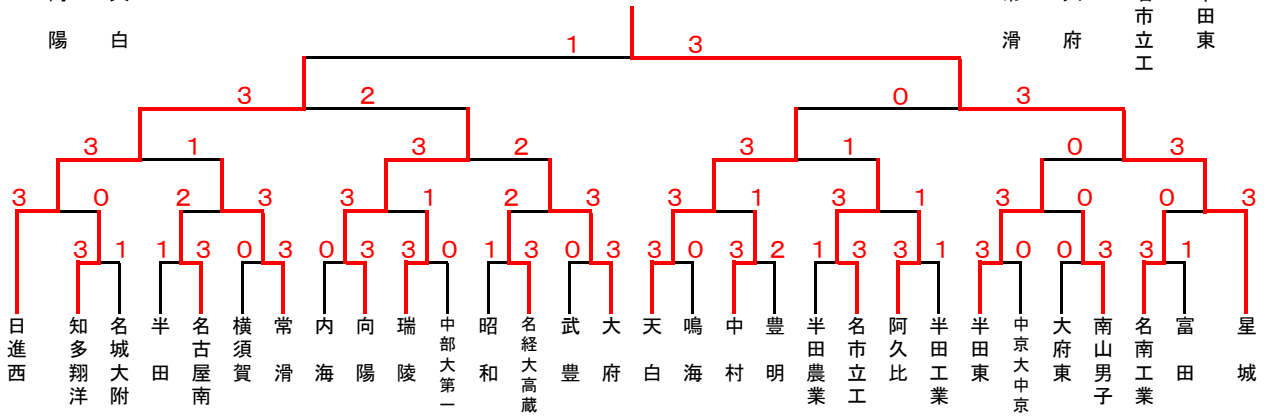 陽 白 滑 府 市立工 田東
1 3
3 2 0 3
3 1 3 2 3 1 0 3
3 0 2 3 3 1 2 3 3 1 3 1 3 0 0 3
3 1 1 3 0 3 0 3 3 0 1 3 0 3 3 0 3 2 1 3 3 1 3 0 0 3 3 1
日進西 知多翔洋 名城大附 半田 名古屋南 横須賀 常滑 内海 向陽 瑞陵 中部大第一 昭和 名経大高蔵 武豊 大府 天白 鳴海 中村 豊明 半田農業 名市立工 阿久比 半田工業 半田東 中京大中京 大府東 南山男子 名南工業 富田 星城